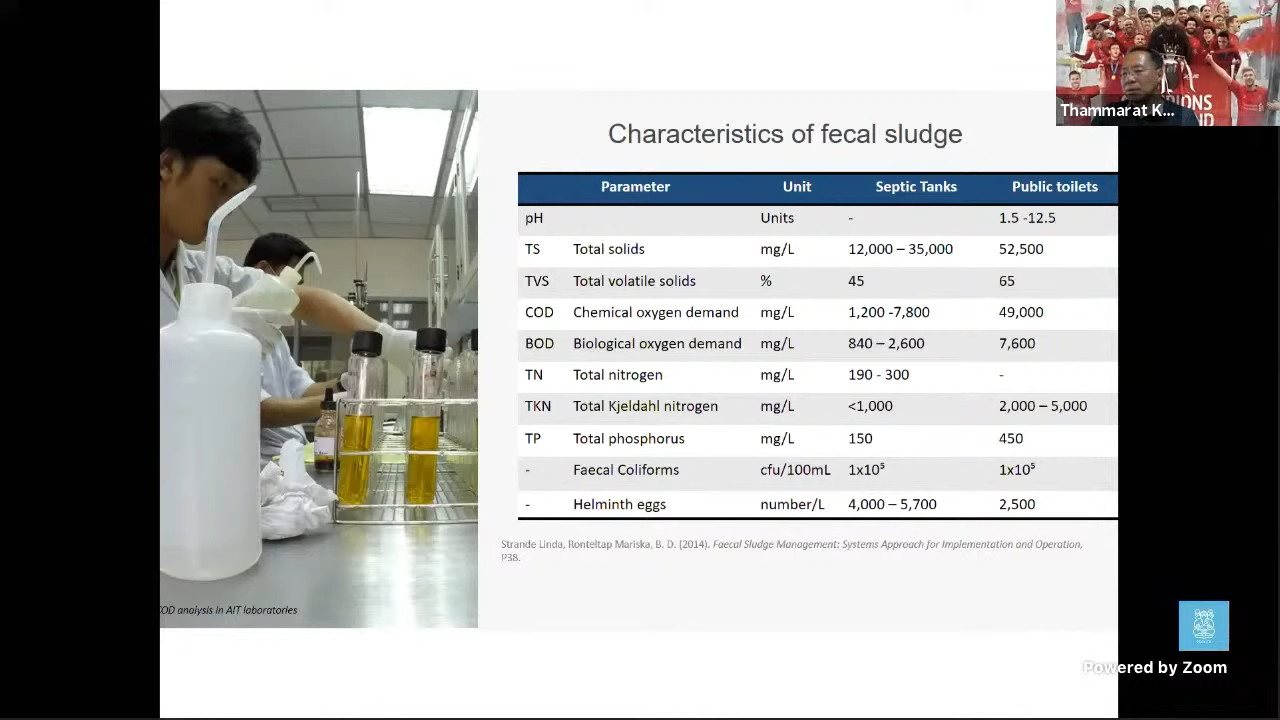 Thammarat K...
IONS
Characteristics of fecal sludge
Parameter Unit Septic Tanks Public toilets
pH Units - 1.5 -12.5
TS Total solids mg/L 12,000 – 35,000 52,500
TVS Total volatile solids % 45 65
COD Chemical oxygen demand mg/L 1,200 -7,800 49,000
BOD Biological oxygen demand mg/L 840 – 2,600 7,600
TN Total nitrogen mg/L 190 - 300 -
TKN Total Kjeldahl nitrogen mg/L <1,000 2,000 – 5,000
TP Total phosphorus mg/L 150 450
- Faecal Coliforms cfu/100mL 1x10⁵ 1x10⁵
- Helminth eggs number/L 4,000 – 5,700 2,500
Strande Linda, Ronteltap Mariska, B. D. (2014). Faecal Sludge Management: Systems Approach for Implementation and Operation,
P38.
COD analysis in AIT laboratories
Powered by Zoom